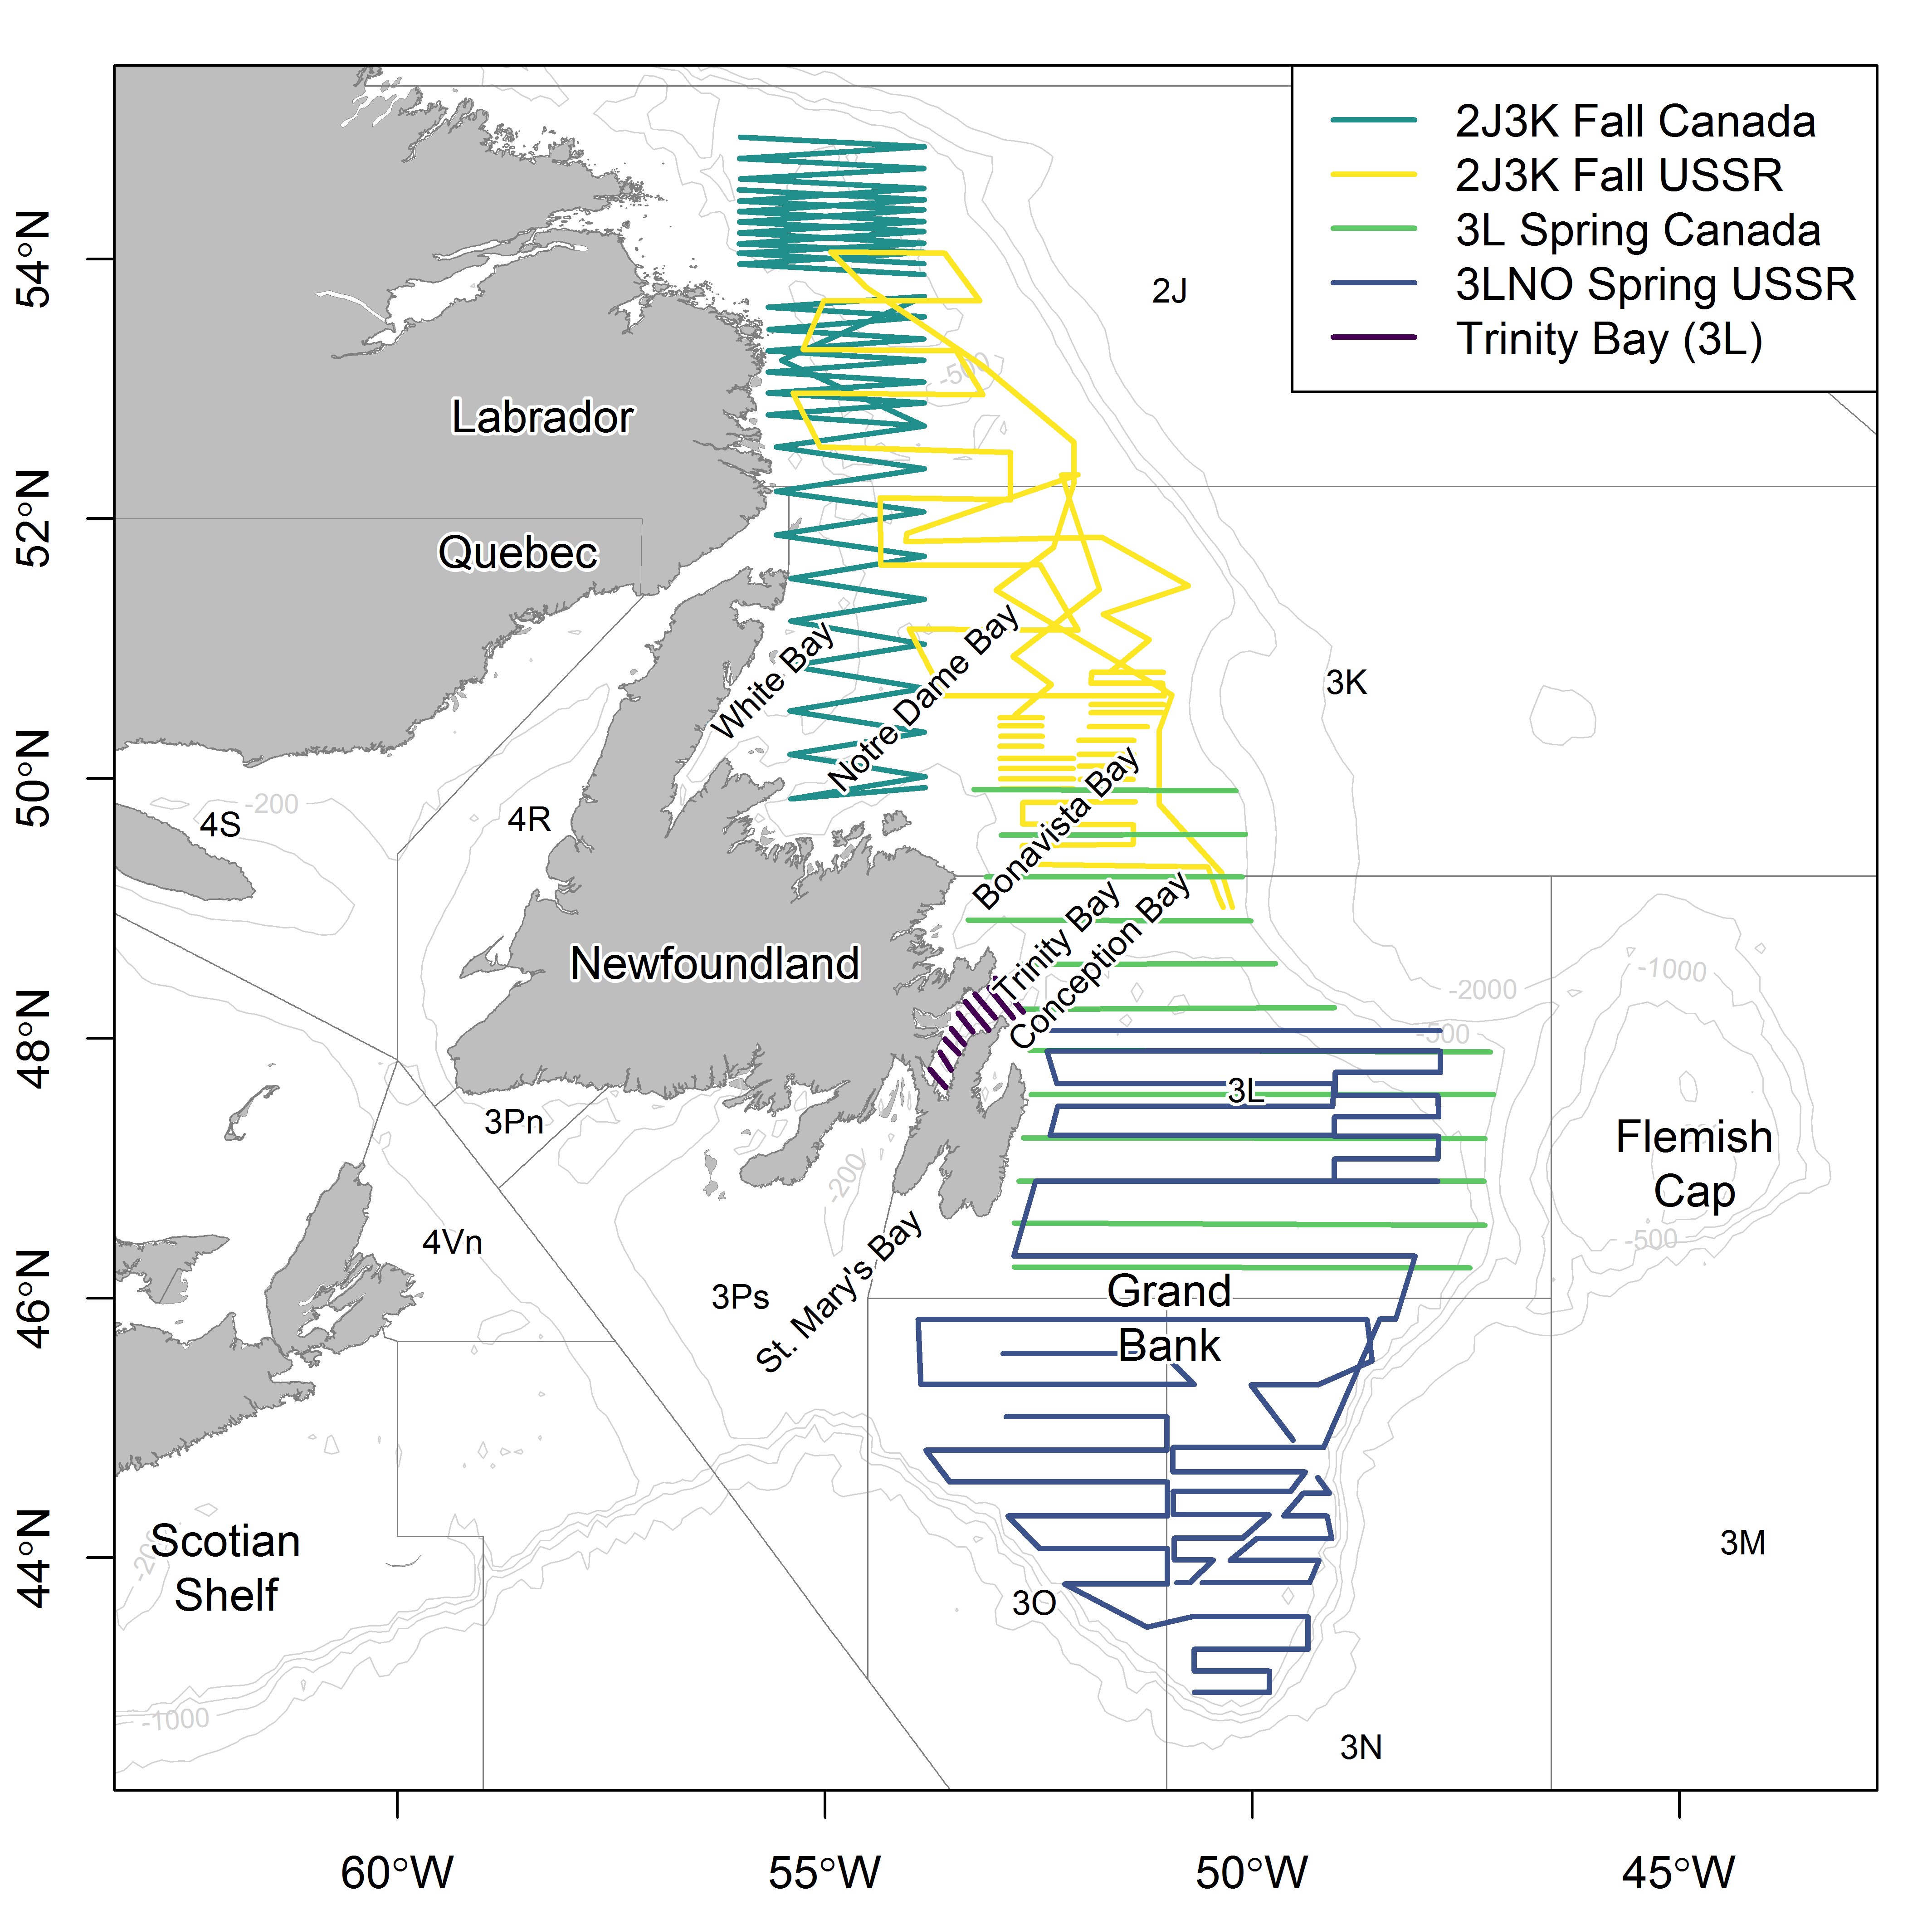 2J3K Fall Canada
2J3K Fall USSR
3L Spring Canada
3LNO Spring USSR
Trinity Bay (3L)
54°N
52°N
50°N
48°N
46°N
44°N
2J
-500
Labrador
Quebec
White Bay
Notre Dame Bay
3K
-200
4S
4R
Bonavista Bay
Trinity Bay
Conception Bay
Newfoundland
-1000
-2000
-500
3L
3Pn
Flemish
Cap
-200
4Vn
-500
3Ps
St. Mary's Bay
Grand
Bank
Scotian
Shelf
-200
3M
3O
-1000
3N
60°W
55°W
50°W
45°W